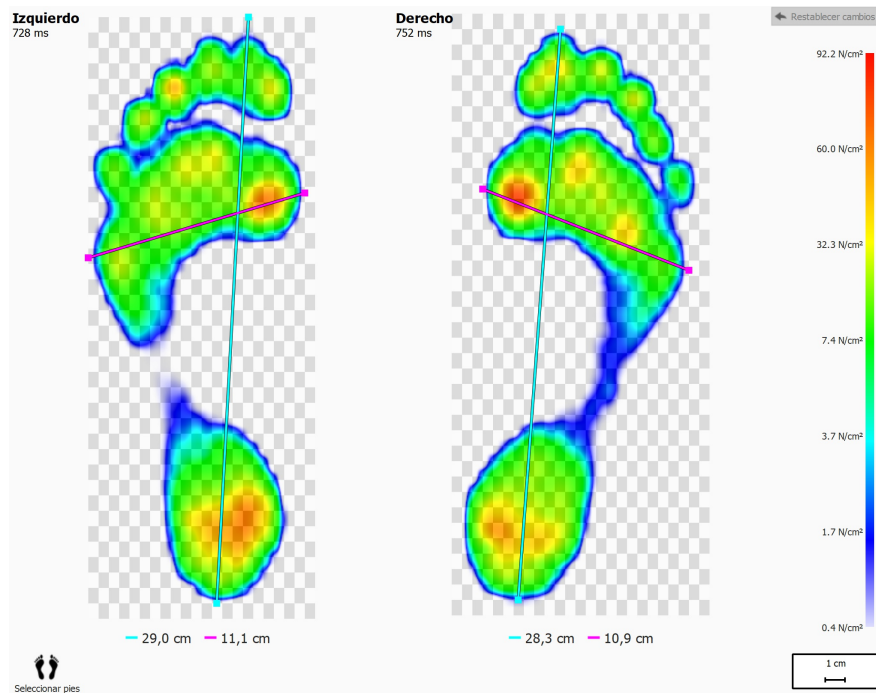 Izquierdo
728 ms
Derecho
752 ms
Restablecer cambios
92.2 N/cm²
60.0 N/cm²
32.3 N/cm²
7.4 N/cm²
3.7 N/cm²
1.7 N/cm²
0.4 N/cm²
29,0 cm 11,1 cm
28,3 cm 10,9 cm
Seleccionar pies
1 cm